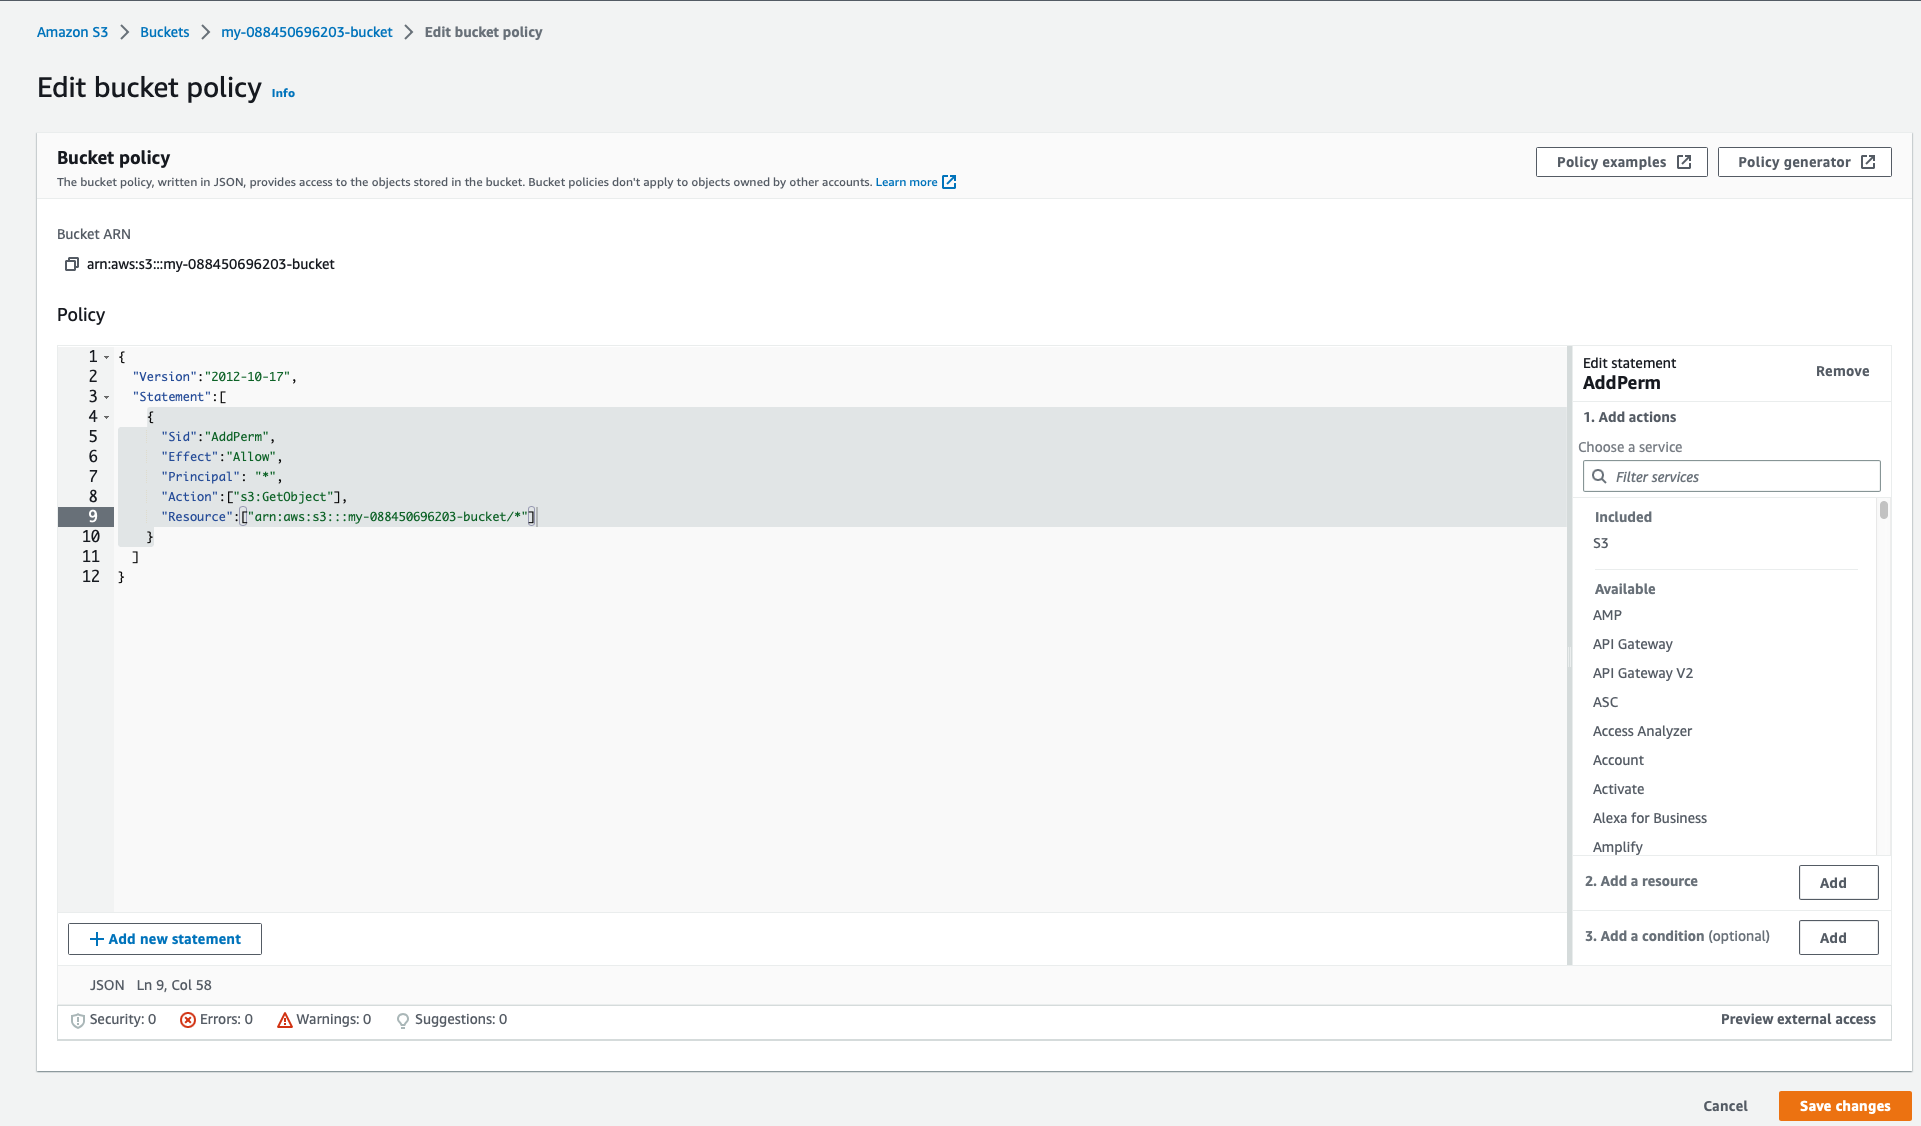 Amazon S3 > Buckets > my-088450696203-bucket > Edit bucket policy
Edit bucket policy Info
Bucket policy
The bucket policy, written in JSON, provides access to the objects stored in the bucket. Bucket policies don't apply to objects owned by other accounts. Learn more
Policy examples
Policy generator
Bucket ARN
arn:aws:s3:::my-088450696203-bucket
Policy
1 {
2 "Version":"2012-10-17",
3 "Statement":[
4 {
5 "Sid":"AddPerm",
6 "Effect":"Allow",
7 "Principal": "*",
8 "Action":["s3:GetObject"],
9 "Resource":["arn:aws:s3:::my-088450696203-bucket/*"]
10 }
11 ]
12 }
Edit statement
AddPerm
Remove
1. Add actions
Choose a service
Filter services
Included
S3
Available
AMP
API Gateway
API Gateway V2
ASC
Access Analyzer
Account
Activate
Alexa for Business
Amplify
2. Add a resource
Add
3. Add a condition (optional)
Add
+ Add new statement
JSON Ln 9, Col 58
Security: 0 Errors: 0 Warnings: 0 Suggestions: 0
Preview external access
Cancel
Save changes